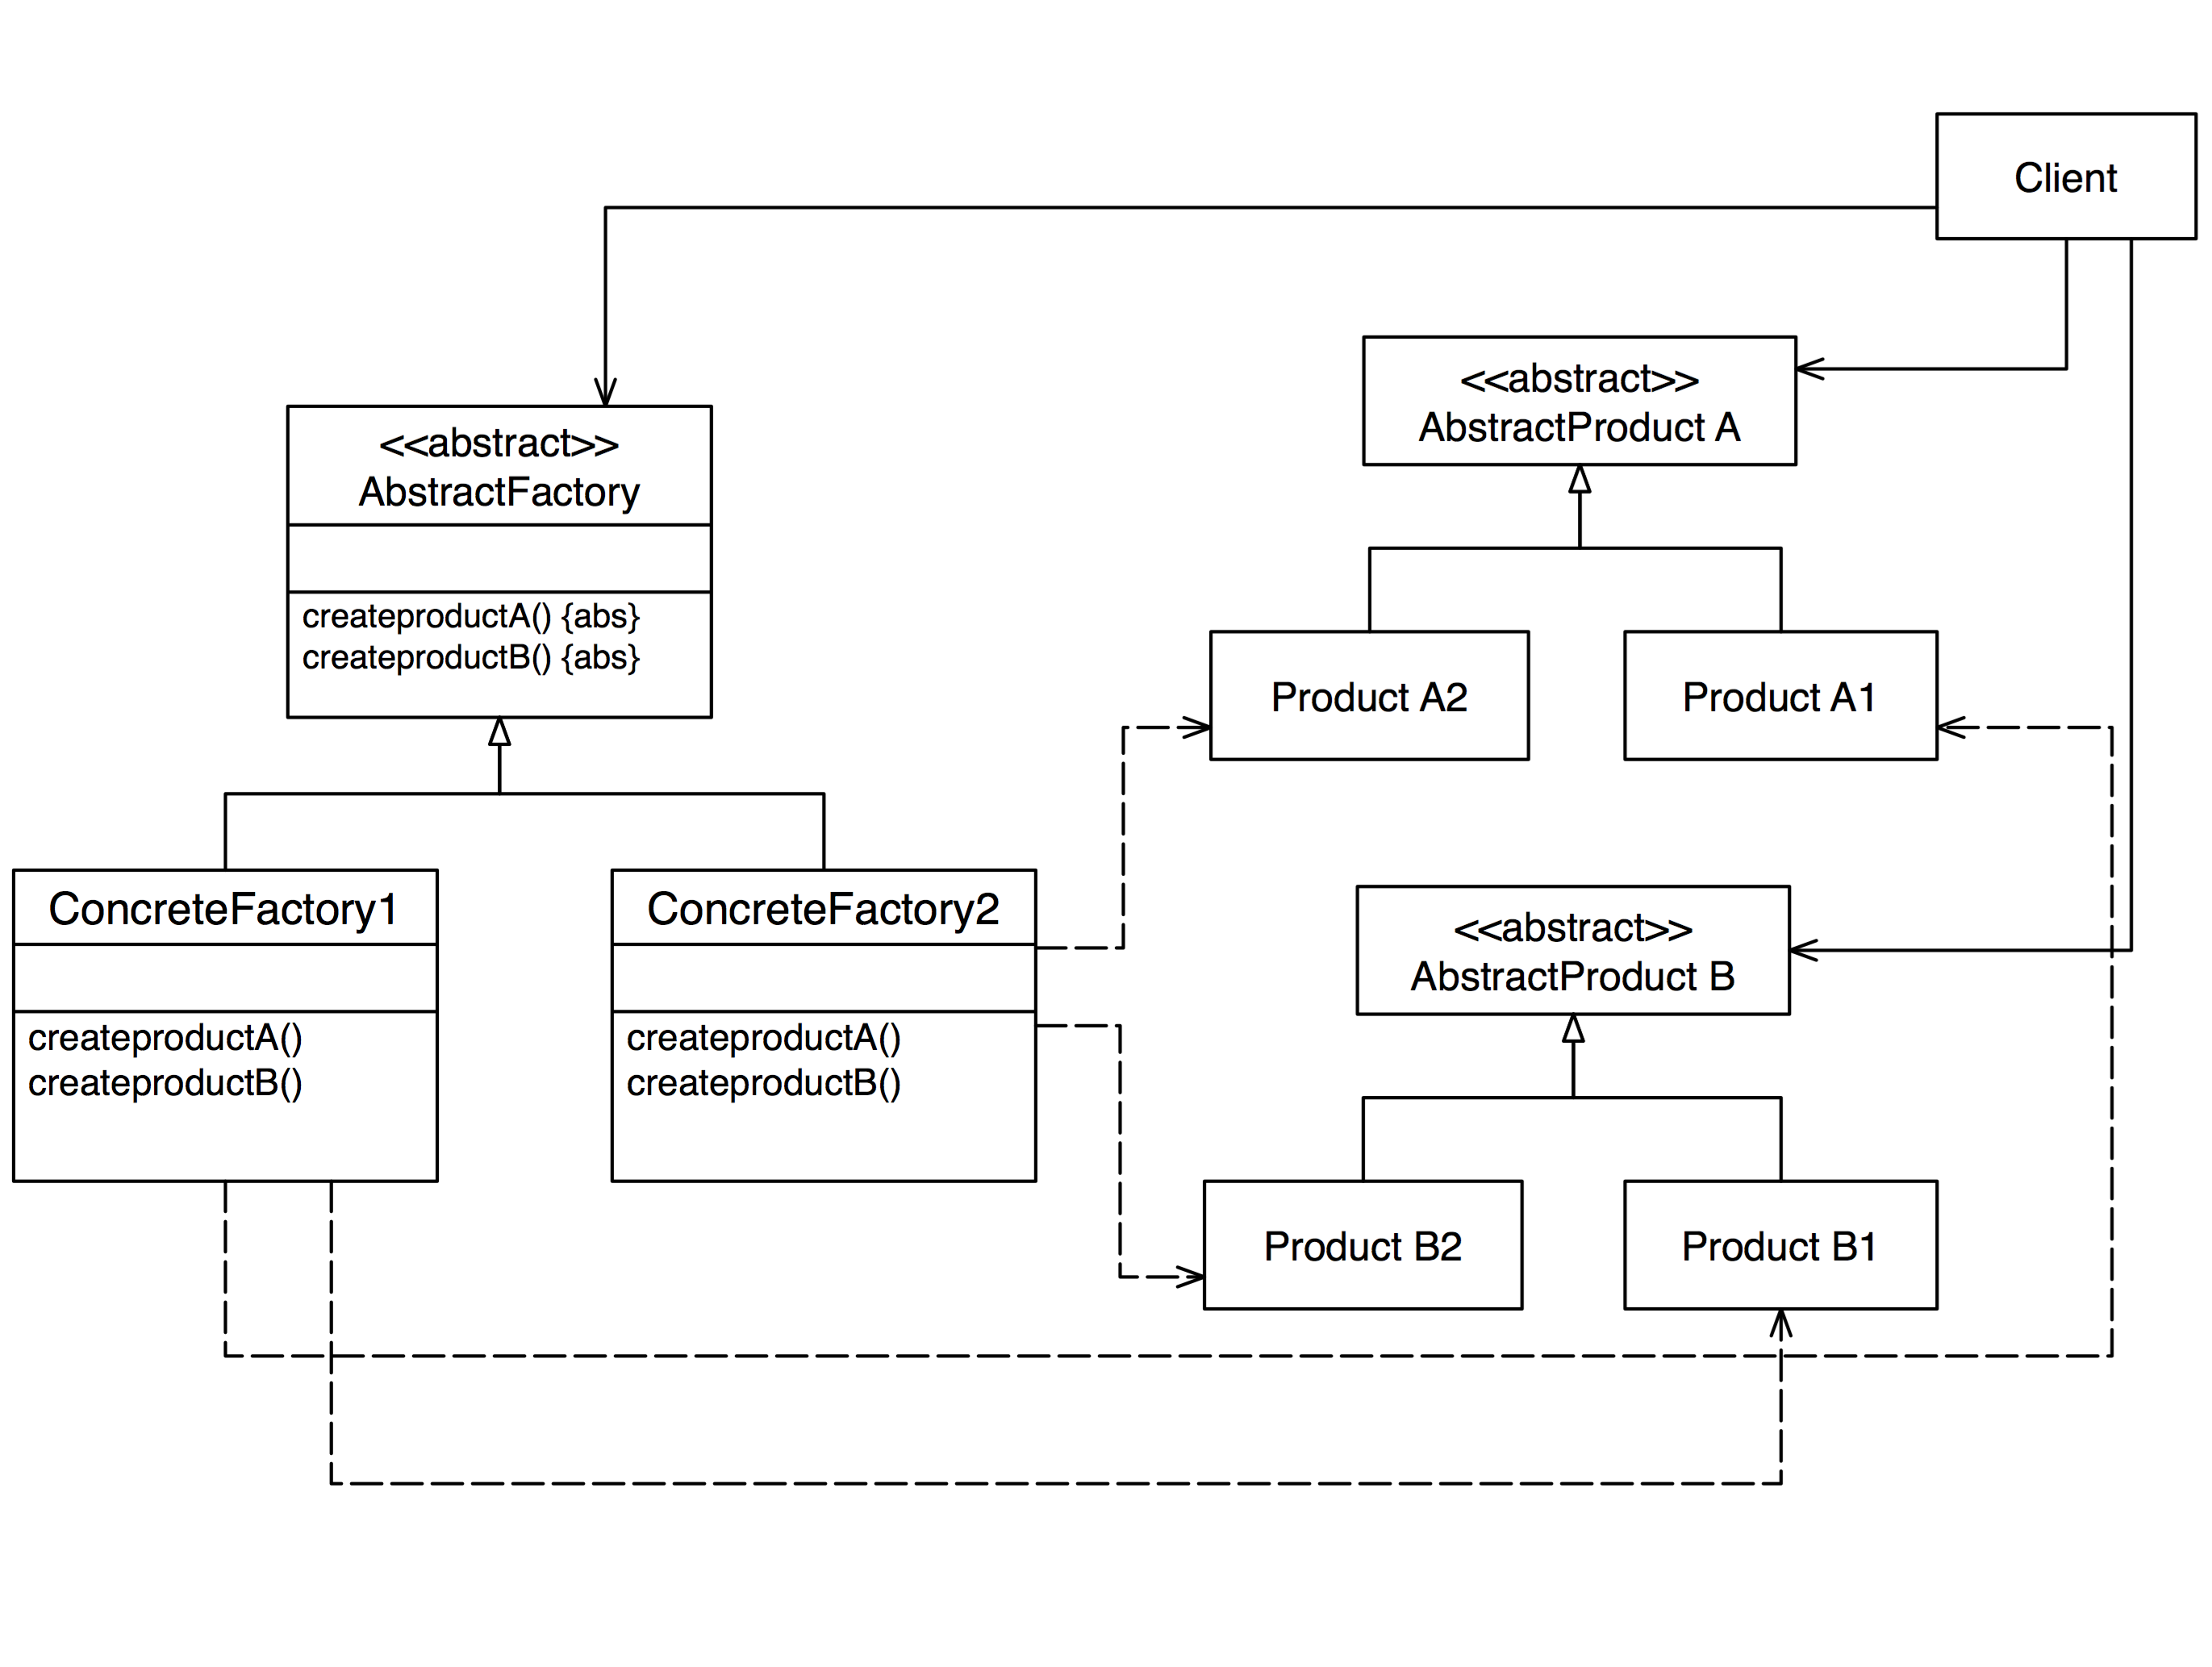 Client
<<abstract>>
AbstractProduct A
<<abstract>>
AbstractFactory
createproductA() {abs}
createproductB() {abs}
Product A2
Product A1
ConcreteFactory1
createproductA()
createproductB()
ConcreteFactory2
createproductA()
createproductB()
<<abstract>>
AbstractProduct B
Product B2
Product B1